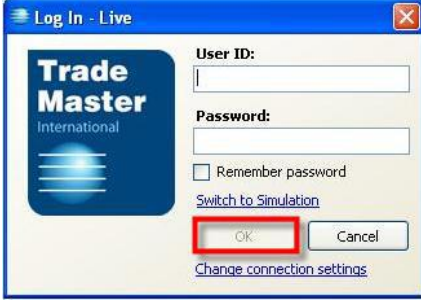 Log In - Live
Trade
Master
International
User ID:
Password:
Remember password
Switch to Simulation
OK
Cancel
Change connection settings